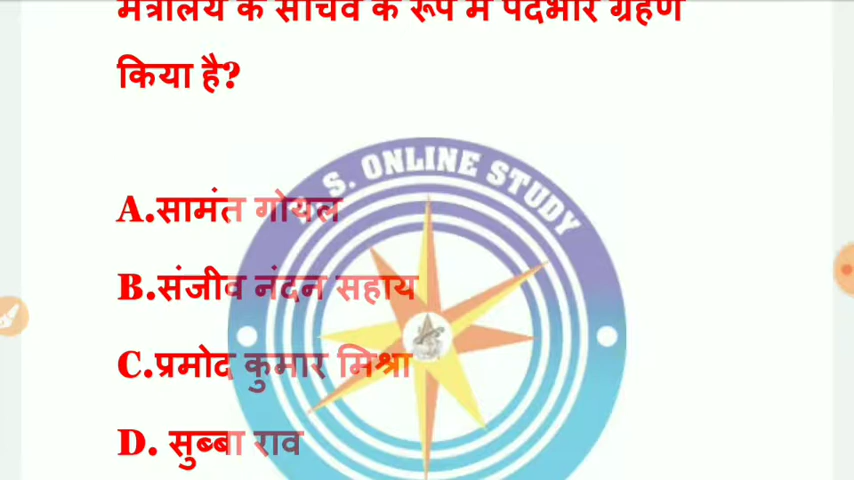 मंत्रालय के सचिव के रूप में पदभार ग्रहण
किया है?
S. ONLINE STUDY
A.सामंत गोयल
B.संजीव नंदन सहाय
C.प्रमोद कुमार मिश्रा
D. सुब्बा राव